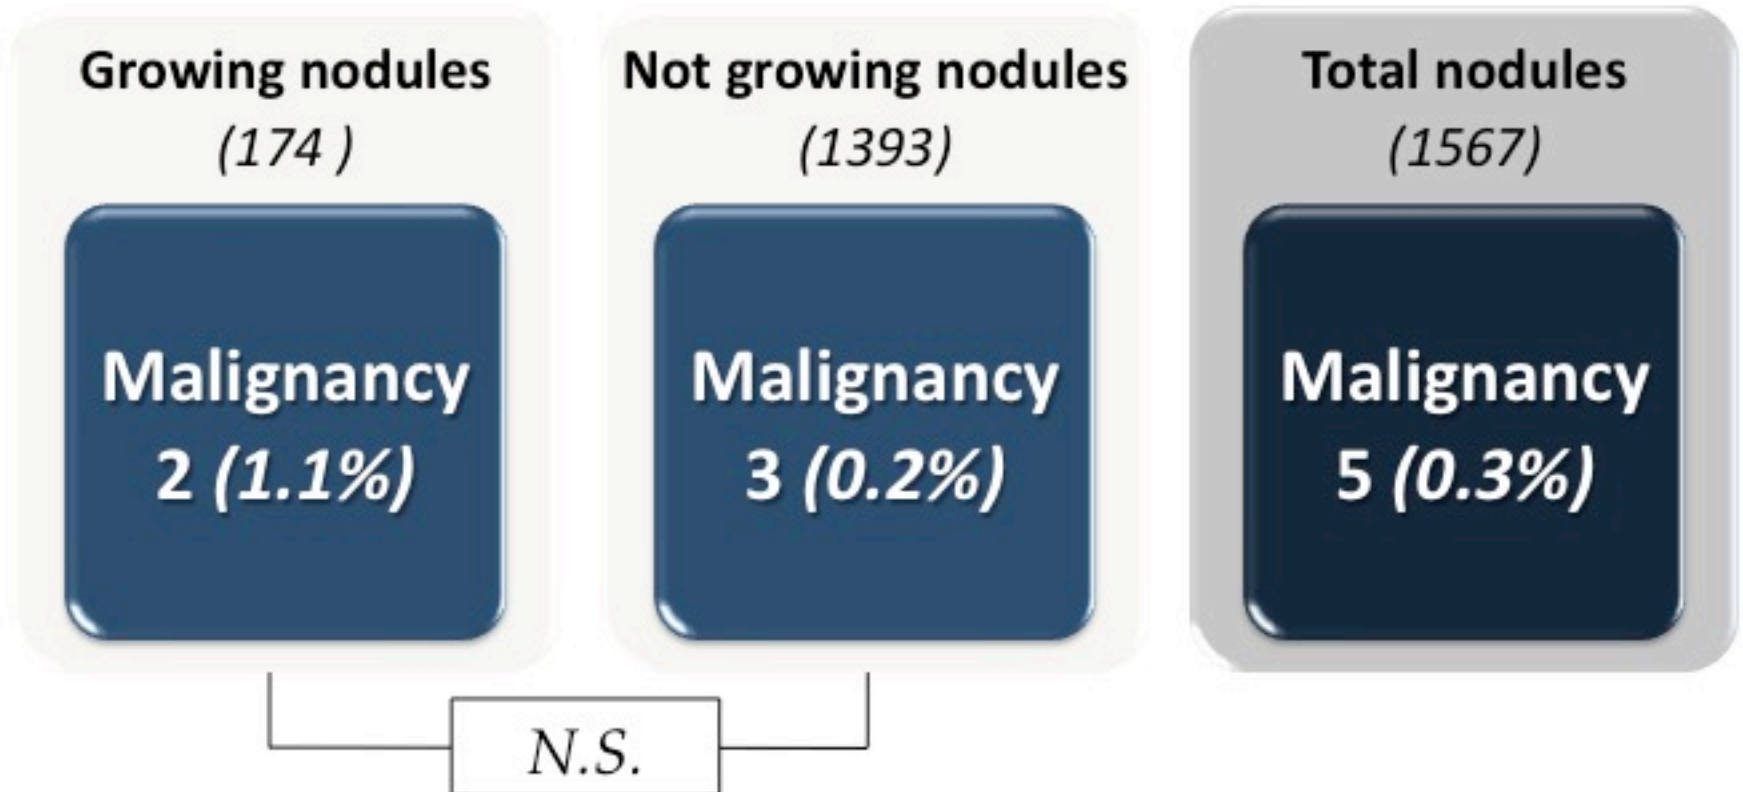 Growing nodules
(174 )
Malignancy
2 (1.1%)
Not growing nodules
(1393)
Malignancy
3 (0.2%)
Total nodules
(1567)
Malignancy
5 (0.3%)
N.S.